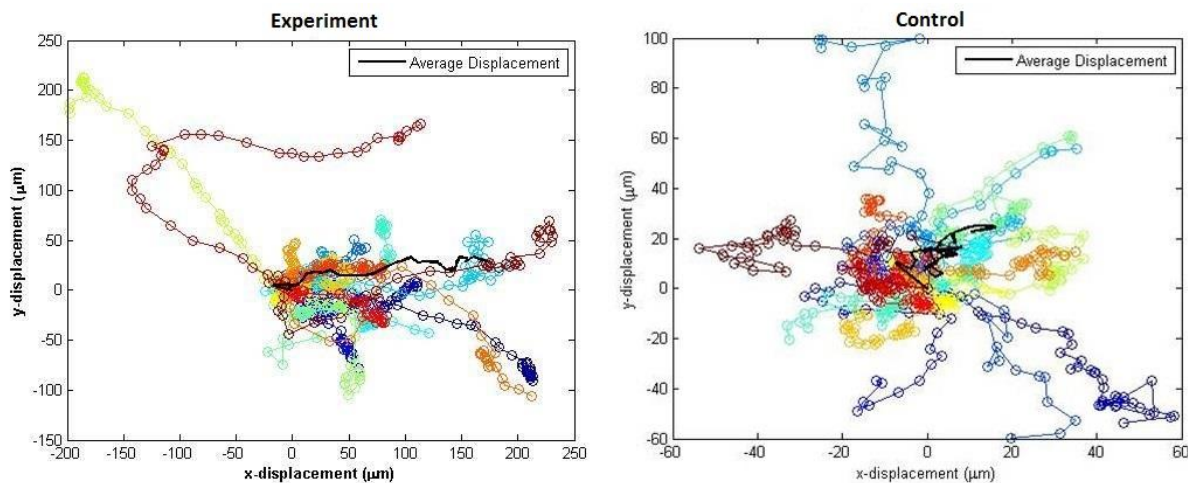 Experiment
250
200
150
100
50
0
-50
-100
-150
-200 -150 -100 -50 0 50 100 150 200 250
x-displacement (μm)
y-displacement (μm)
Average Displacement
Control
100
80
60
40
20
0
-20
-40
-60
-60 -40 -20 0 20 40 60
x-displacement (μm)
y-displacement (μm)
Average Displacement